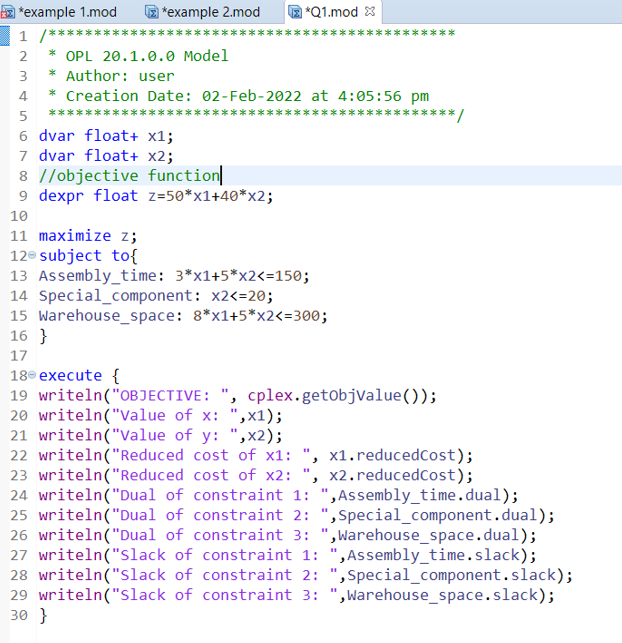 *example 1.mod *example 2.mod *Q1.mod
1 /*********************************************
2 * OPL 20.1.0.0 Model
3 * Author: user
4 * Creation Date: 02-Feb-2022 at 4:05:56 pm
5 *********************************************/
6 dvar float+ x1;
7 dvar float+ x2;
8 //objective function
9 dexpr float z=50*x1+40*x2;
10
11 maximize z;
12 subject to{
13 Assembly_time: 3*x1+5*x2<=150;
14 Special_component: x2<=20;
15 Warehouse_space: 8*x1+5*x2<=300;
16 }
17
18 execute {
19 writeln("OBJECTIVE: ", cplex.getObjValue());
20 writeln("Value of x: ",x1);
21 writeln("Value of y: ",x2);
22 writeln("Reduced cost of x1: ", x1.reducedCost);
23 writeln("Reduced cost of x2: ", x2.reducedCost);
24 writeln("Dual of constraint 1: ",Assembly_time.dual);
25 writeln("Dual of constraint 2: ",Special_component.dual);
26 writeln("Dual of constraint 3: ",Warehouse_space.dual);
27 writeln("Slack of constraint 1: ",Assembly_time.slack);
28 writeln("Slack of constraint 2: ",Special_component.slack);
29 writeln("Slack of constraint 3: ",Warehouse_space.slack);
30 }